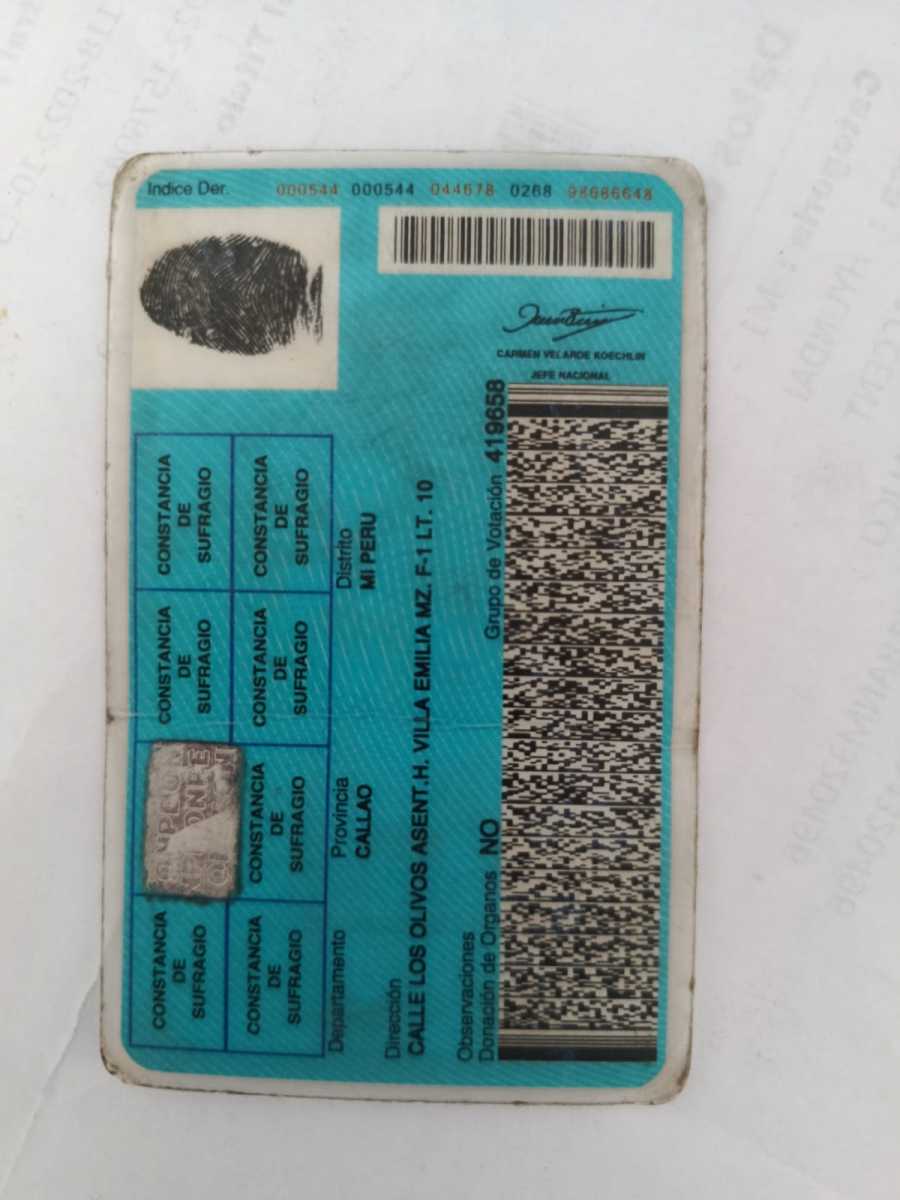 Indice Der. 000544 000544 044678 0268 98686648
CARMEN VELARDE KOECHLIN
JEFE NACIONAL
CONSTANCIA
DE
SUFRAGIO
CONSTANCIA
DE
SUFRAGIO
CONSTANCIA
DE
SUFRAGIO
CONSTANCIA
DE
SUFRAGIO
CONSTANCIA
DE
SUFRAGIO
CONSTANCIA
DE
SUFRAGIO
CONSTANCIA
DE
SUFRAGIO
ONPE
Departamento Provincia Distrito
CALLAO MI PERU
Dirección
CALLE LOS OLIVOS ASENT.H. VILLA EMILIA MZ. F-1 LT. 10
Observaciones
Donación de Organos NO Grupo de Votación 419658
Datos